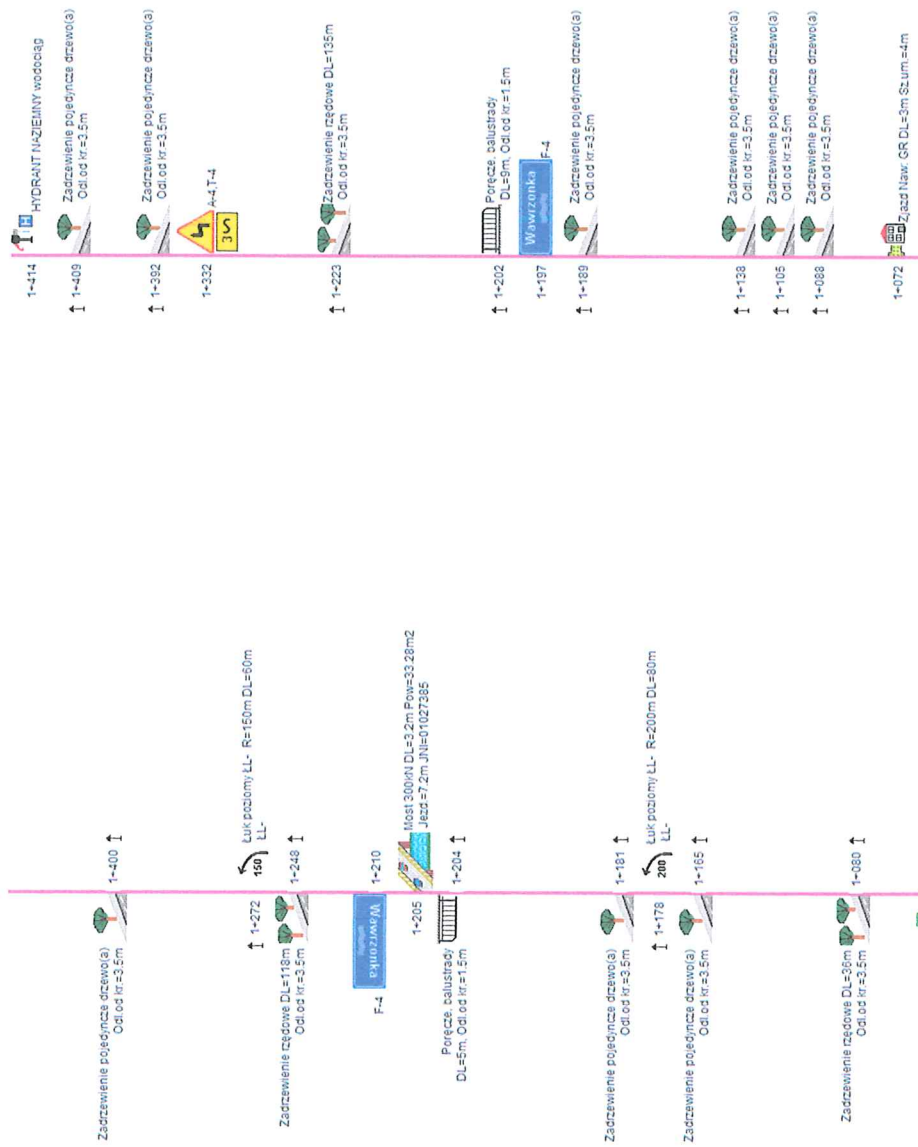 1+414
HYDRANT NAZIEMNY wodociąg
1+409
Zadrzewienie pojedyncze drzewo(a)
Odl.od kr.=3.5m
1+392
Zadrzewienie pojedyncze drzewo(a)
Odl.od kr.=3.5m
1+332
A-4,T-4
3
1+223
Zadrzewienie rzędowe DL=135m
Odl.od kr.=3.5m
1+202
Poręcze, balustrady
DL=9m, Odl.od kr.=1.5m
1+197
Wawrzonka
F-4
1+189
Zadrzewienie pojedyncze drzewo(a)
Odl.od kr.=3.5m
1+138
Zadrzewienie pojedyncze drzewo(a)
Odl.od kr.=3.5m
1+105
Zadrzewienie pojedyncze drzewo(a)
Odl.od kr.=3.5m
1+088
Zadrzewienie pojedyncze drzewo(a)
Odl.od kr.=3.5m
1+072
Zjazd Naw: GR DL=3m Sz.um.=4m
Zadrzewienie pojedyncze drzewo(a)
Odl.od kr.=3.5m
1+400
1+272
150
Łuk poziomy ŁL- R=150m DL=60m
ŁL-
Zadrzewienie rzędowe DL=118m
Odl.od kr.=3.5m
1+248
F-4
Wawrzonka
1+210
1+205
Most 300kN DL=3.2m Pow=33.28m2
Jezd.=7.2m JNI=01027385
Poręcze, balustrady
DL=5m, Odl.od kr.=1.5m
1+204
Zadrzewienie pojedyncze drzewo(a)
Odl.od kr.=3.5m
1+181
1+178
200
Łuk poziomy ŁL- R=200m DL=80m
ŁL-
Zadrzewienie pojedyncze drzewo(a)
Odl.od kr.=3.5m
1+165
Zadrzewienie rzędowe DL=36m
Odl.od kr.=3.5m
1+080